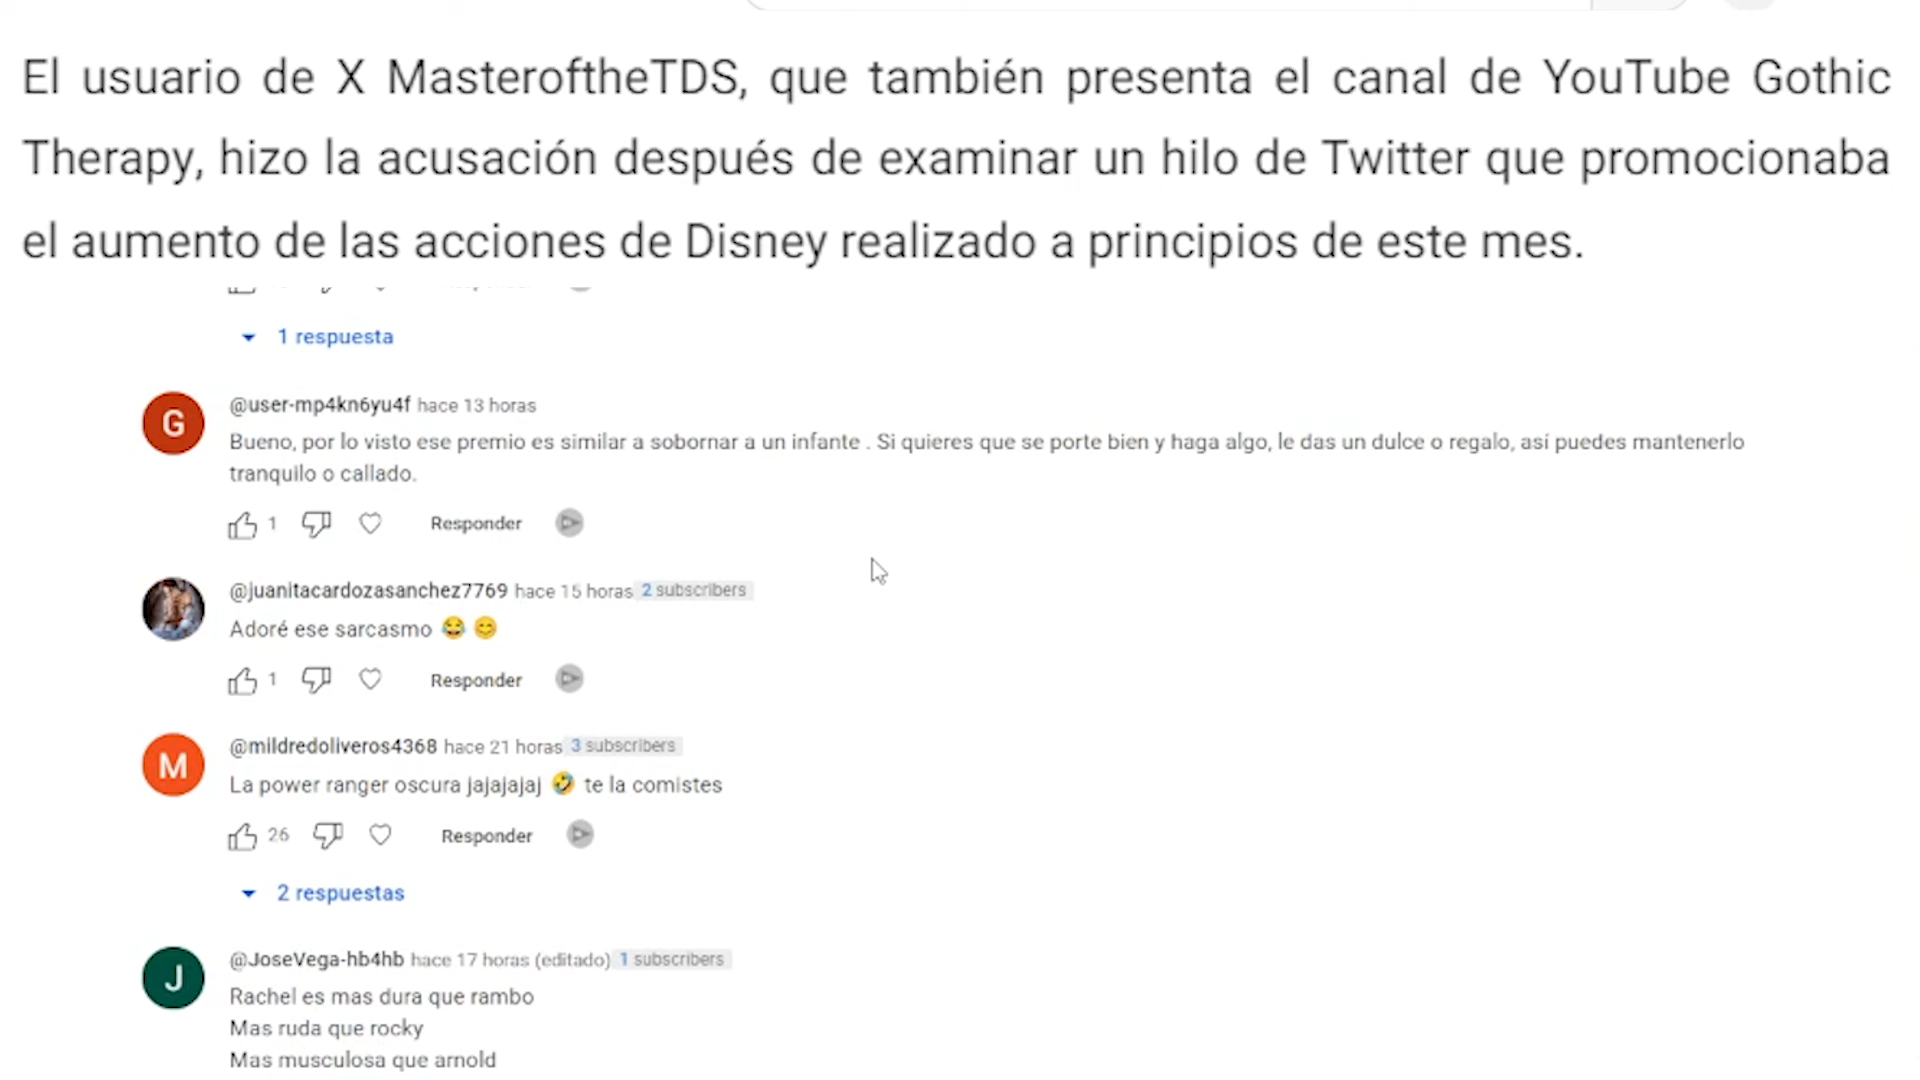 El usuario de X MasteroftheTDS, que también presenta el canal de YouTube Gothic
Therapy, hizo la acusación después de examinar un hilo de Twitter que promocionaba
el aumento de las acciones de Disney realizado a principios de este mes.
1 respuesta
G
@user-mp4kn6yu4f hace 13 horas
Bueno, por lo visto ese premio es similar a sobornar a un infante . Si quieres que se porte bien y haga algo, le das un dulce o regalo, así puedes mantenerlo
tranquilo o callado.
1 Responder
@juanitacardozasanchez7769 hace 15 horas 2 subscribers
Adoré ese sarcasmo 😂 😊
1 Responder
M
@mildredoliveros4368 hace 21 horas 3 subscribers
La power ranger oscura jajajajaj 🤣 te la comistes
26 Responder
2 respuestas
J
@JoseVega-hb4hb hace 17 horas (editado) 1 subscribers
Rachel es mas dura que rambo
Mas ruda que rocky
Mas musculosa que arnold